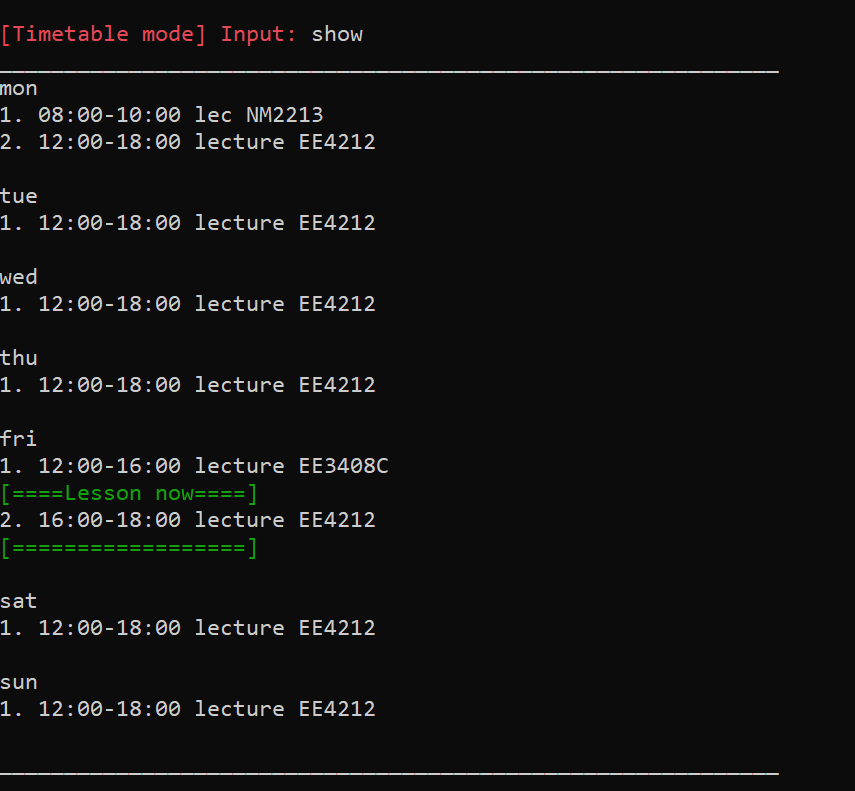 [Timetable mode] Input: show
____________________________________________________________
mon
1. 08:00-10:00 lec NM2213
2. 12:00-18:00 lecture EE4212
tue
1. 12:00-18:00 lecture EE4212
wed
1. 12:00-18:00 lecture EE4212
thu
1. 12:00-18:00 lecture EE4212
fri
1. 12:00-16:00 lecture EE3408C
[====Lesson now====]
2. 16:00-18:00 lecture EE4212
[==================]
sat
1. 12:00-18:00 lecture EE4212
sun
1. 12:00-18:00 lecture EE4212
____________________________________________________________